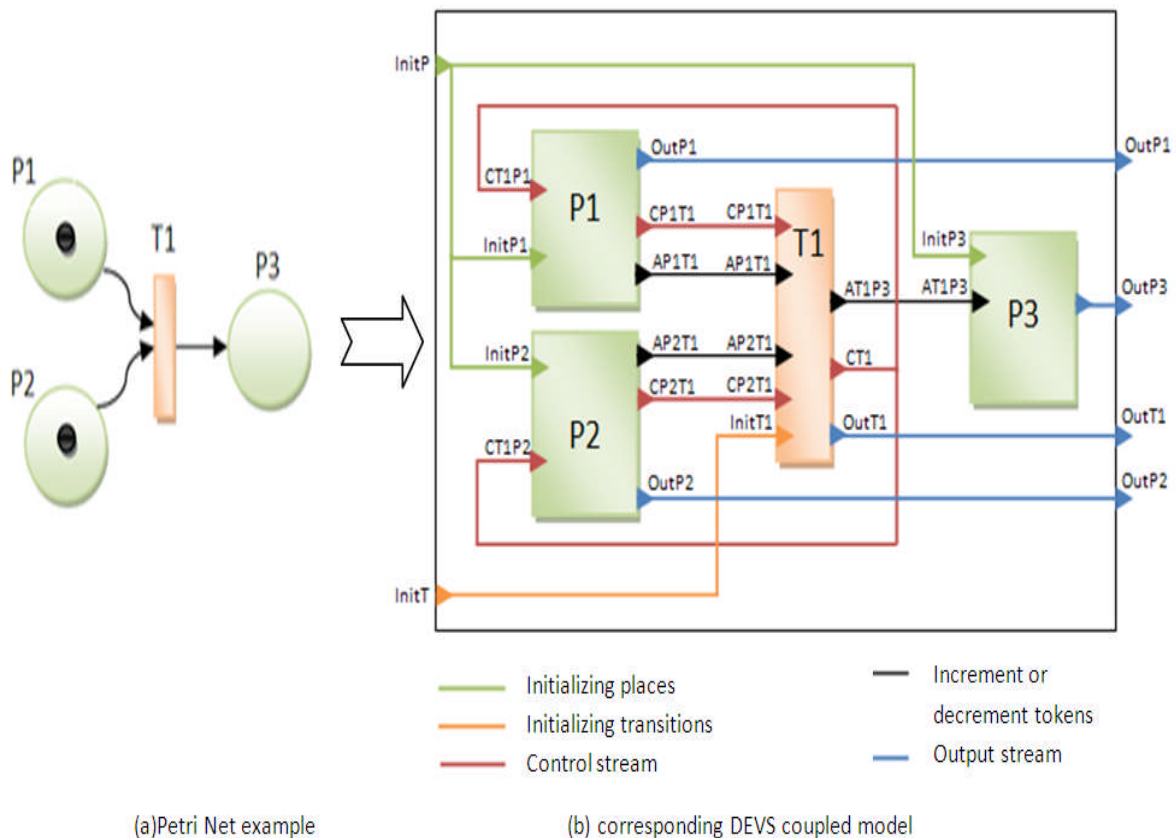 P1
T1
P3
P2
InitP
CT1P1
InitP1
P1
OutP1
OutP1
CP1T1
CP1T1
AP1T1
AP1T1
T1
InitP2
P2
CT1P2
AP2T1
AP2T1
CP2T1
CP2T1
InitT1
OutP2
AT1P3
AT1P3
CT1
OutT1
InitP3
P3
OutP3
OutT1
OutP2
InitT
Initializing places
Initializing transitions
Control stream
Increment or
decrement tokens
Output stream
(a)Petri Net example
(b) corresponding DEVS coupled model